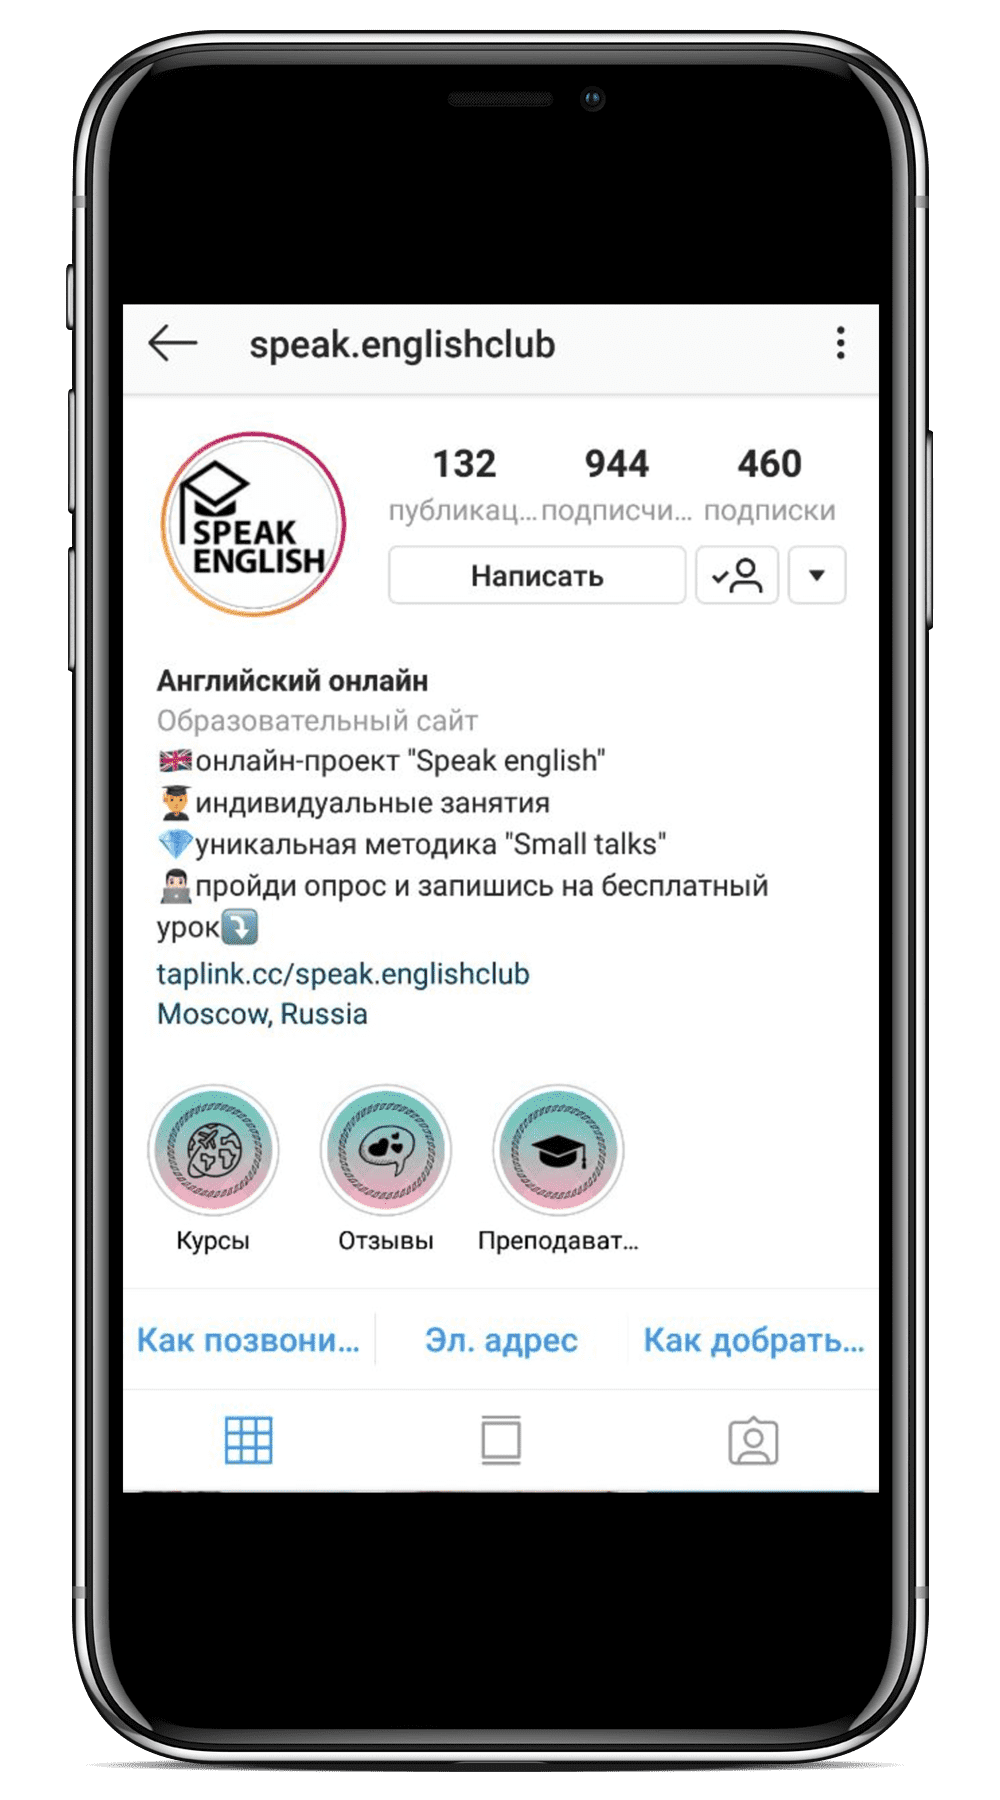 speak.englishclub
SPEAK
ENGLISH
132 944 460
публикац... подписчи... подписки
Написать
Английский онлайн
Образовательный сайт
онлайн-проект "Speak english"
индивидуальные занятия
уникальная методика "Small talks"
пройди опрос и запишись на бесплатный
урок
taplink.cc/speak.englishclub
Moscow, Russia
Курсы Отзывы Преподават...
Как позвони... Эл. адрес Как добрать...